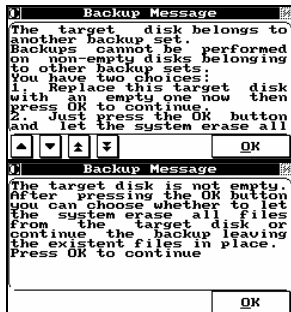 Backup Message
The target disk belongs to
another backup set.
Backups cannot be performed
on non-empty disks belonging
to other backup sets.
You have two choices:
1. Replace this target disk
with an empty one now then
press OK to continue.
2. Just press the OK button
and let the system erase all
OK
Backup Message
The target disk is not empty.
After pressing the OK button
you can choose whether to let
the system erase all files
from the target disk or
continue the backup leaving
the existent files in place.
Press OK to continue
OK